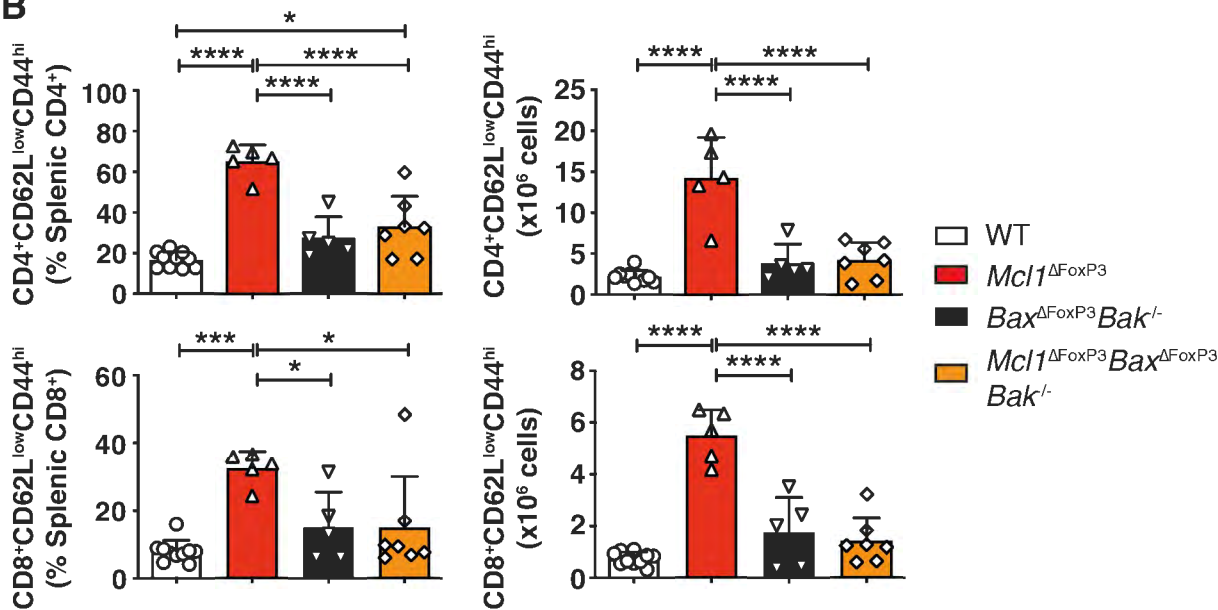 B
CD4⁺CD62LˡᵒʷCD44ʰⁱ
(% Splenic CD4⁺)
*
**** ****
****
100
80
60
40
20
0
CD4⁺CD62LˡᵒʷCD44ʰⁱ
(x10⁶ cells)
**** ****
****
25
20
15
10
5
0
CD8⁺CD62LˡᵒʷCD44ʰⁱ
(% Splenic CD8⁺)
*** *
*
60
40
20
0
CD8⁺CD62LˡᵒʷCD44ʰⁱ
(x10⁶ cells)
**** ****
****
8
6
4
2
0
WT
Mcl1ΔFoxP3
BaxΔFoxP3Bak-/-
Mcl1ΔFoxP3BaxΔFoxP3
Bak-/-